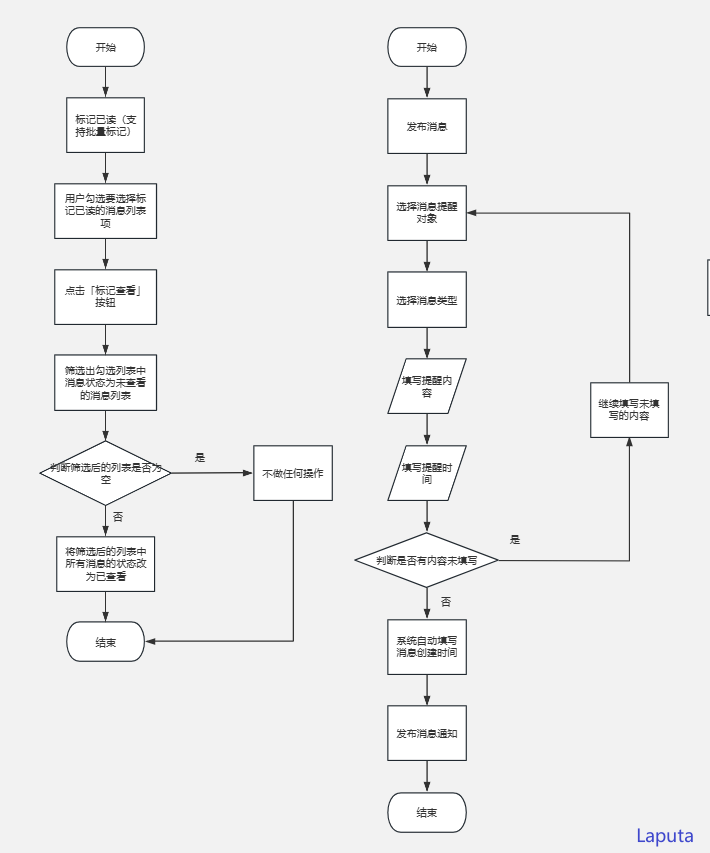 开始
标记已读（支
持批量标记）
用户勾选要选择标
记已读的消息列表
项
点击「标记查看」
按钮
筛选出勾选列表中
消息状态为未查看
的消息列表
判断筛选后的列表是否为
空
是
不做任何操作
否
将筛选后的列表中
所有消息的状态改
为已查看
结束
开始
发布消息
选择消息提醒
对象
选择消息类型
填写提醒内
容
填写提醒时
间
判断是否有内容未填写
是
继续填写未填
写的内容
否
系统自动填写
消息创建时间
发布消息通知
结束
Laputa